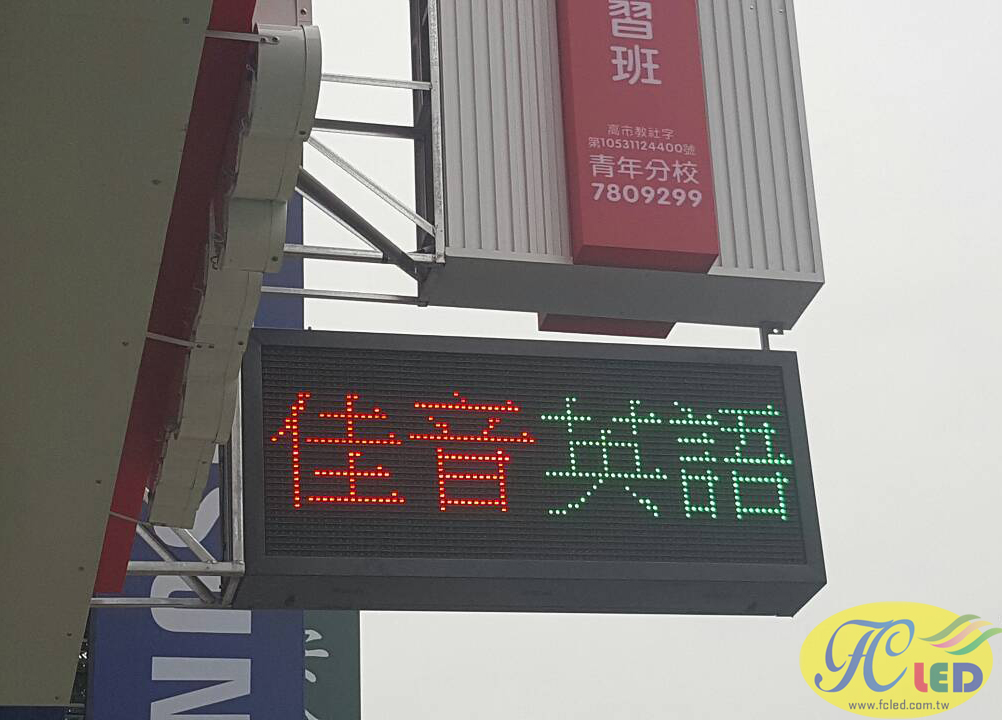 習班
高市教社字
第10531124400號
青年分校
7809299
佳音英語
SUN
FC LED
www.fcled.com.tw